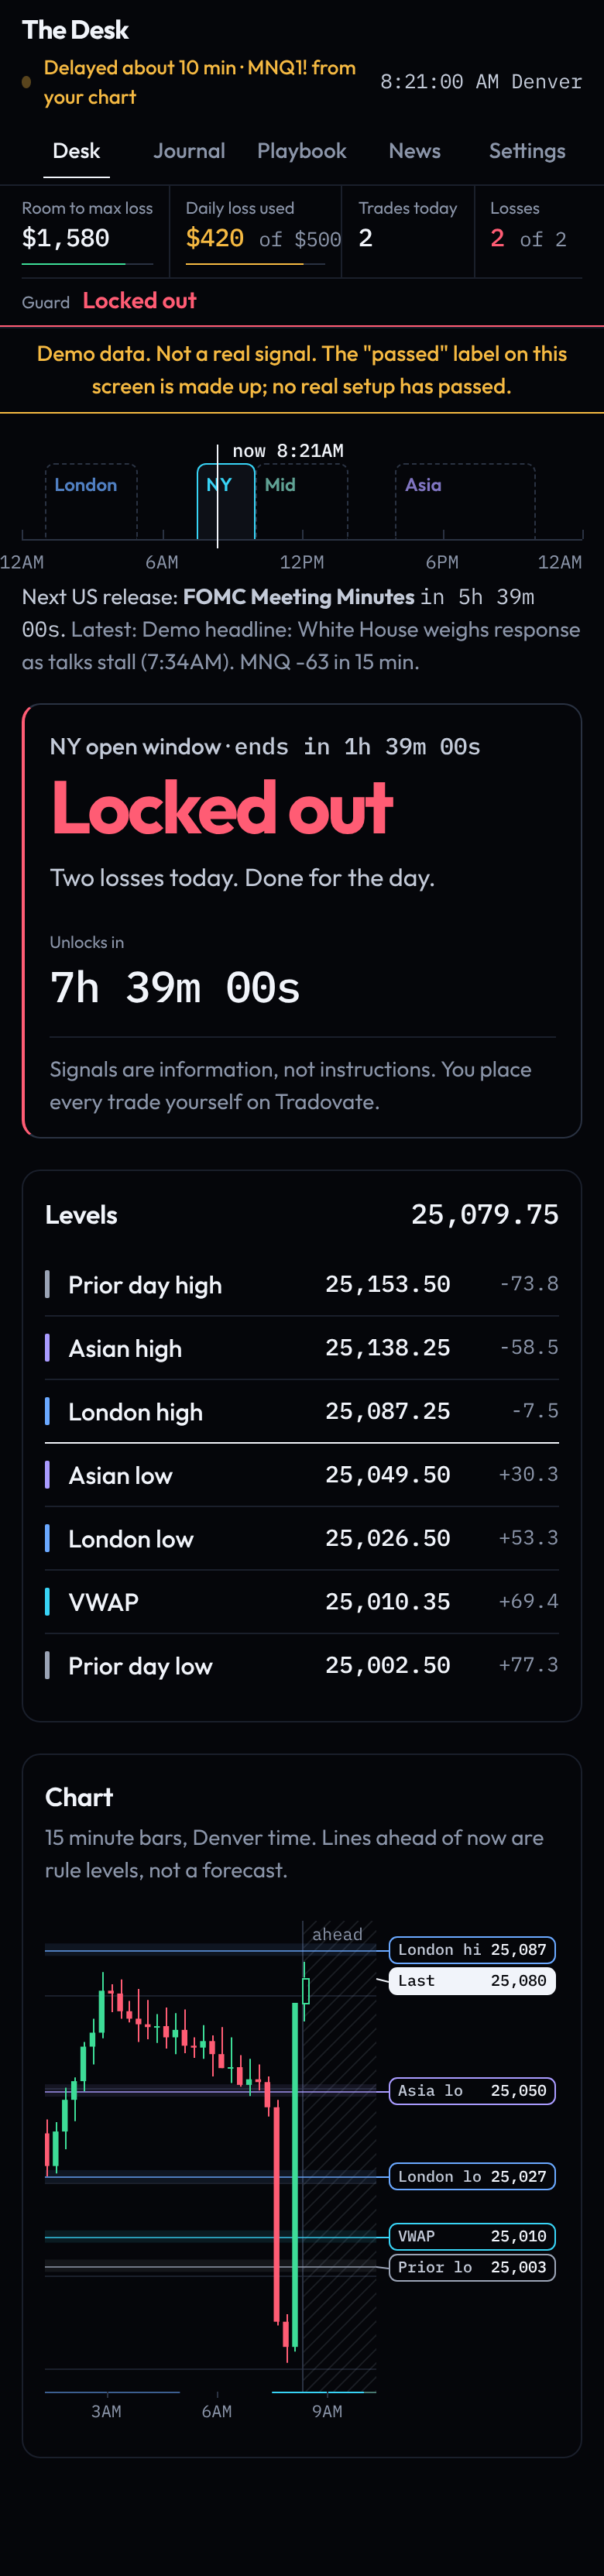 The Desk
Delayed about 10 min · MNQ1! from your chart
8:21:00 AM Denver
Desk Journal Playbook News Settings
Room to max loss
$1,580
Daily loss used
$420 of $500
Trades today
2
Losses
2 of 2
Guard Locked out
Demo data. Not a real signal. The "passed" label on this
screen is made up; no real setup has passed.
now 8:21AM
London NY Mid Asia
12AM 6AM 12PM 6PM 12AM
Next US release: FOMC Meeting Minutes in 5h 39m
00s. Latest: Demo headline: White House weighs response
as talks stall (7:34AM). MNQ -63 in 15 min.
NY open window · ends in 1h 39m 00s
Locked out
Two losses today. Done for the day.
Unlocks in
7h 39m 00s
Signals are information, not instructions. You place
every trade yourself on Tradovate.
Levels 25,079.75
Prior day high 25,153.50 -73.8
Asian high 25,138.25 -58.5
London high 25,087.25 -7.5
Asian low 25,049.50 +30.3
London low 25,026.50 +53.3
VWAP 25,010.35 +69.4
Prior day low 25,002.50 +77.3
Chart
15 minute bars, Denver time. Lines ahead of now are
rule levels, not a forecast.
ahead
London hi 25,087
Last 25,080
Asia lo 25,050
London lo 25,027
VWAP 25,010
Prior lo 25,003
3AM 6AM 9AM